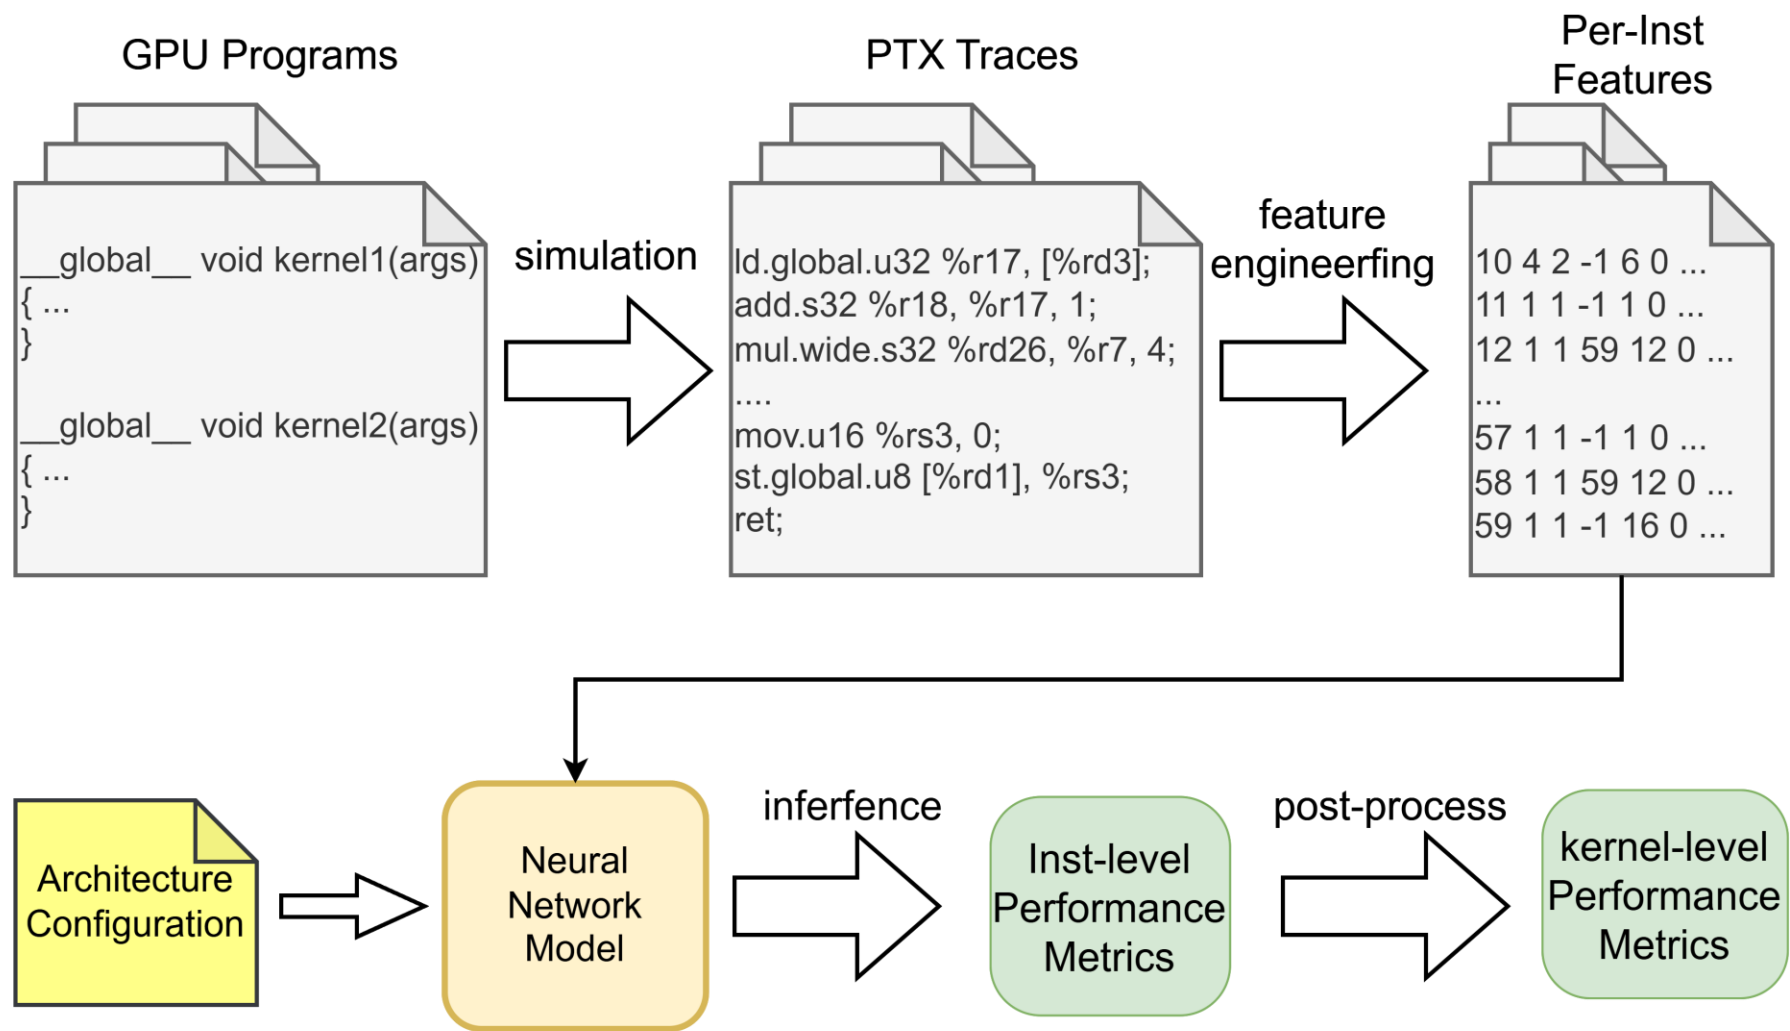 GPU Programs
__global__ void kernel1(args)
{ ...
}
__global__ void kernel2(args)
{ ...
}
simulation
PTX Traces
ld.global.u32 %r17, [%rd3];
add.s32 %r18, %r17, 1;
mul.wide.s32 %rd26, %r7, 4;
....
mov.u16 %rs3, 0;
st.global.u8 [%rd1], %rs3;
ret;
feature
engineerfing
Per-Inst
Features
10 4 2 -1 6 0 ...
11 1 1 -1 1 0 ...
12 1 1 59 12 0 ...
...
57 1 1 -1 1 0 ...
58 1 1 59 12 0 ...
59 1 1 -1 16 0 ...
Architecture
Configuration
Neural
Network
Model
inferfence
Inst-level
Performance
Metrics
post-process
kernel-level
Performance
Metrics